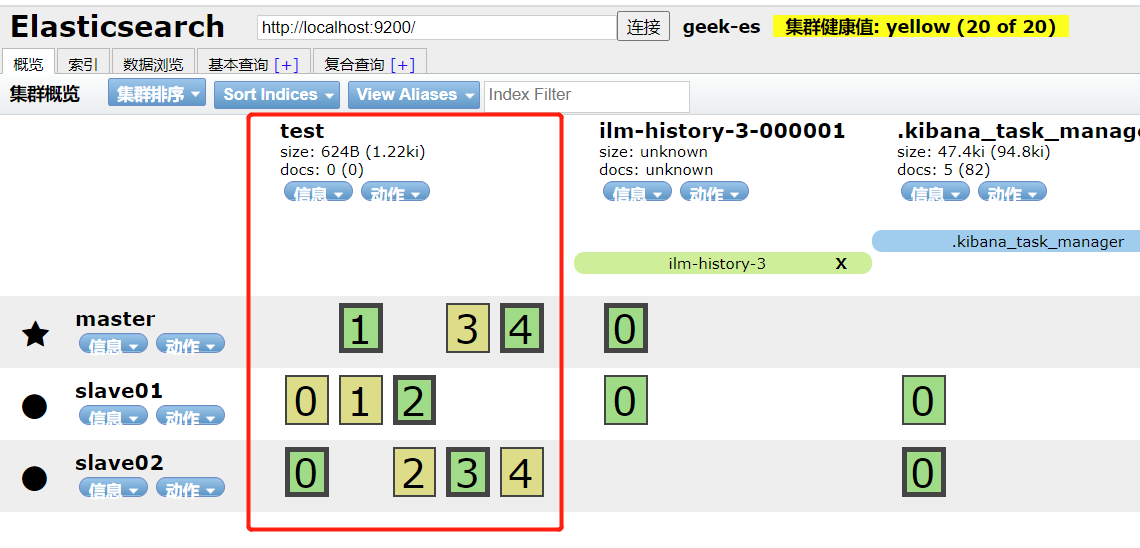 Elasticsearch http://localhost:9200/ 连接 geek-es 集群健康值: yellow (20 of 20)
概览 索引 数据浏览 基本查询 [+] 复合查询 [+]
集群概览 集群排序 Sort Indices View Aliases Index Filter
test ilm-history-3-000001 .kibana_task_manage
size: 624B (1.22ki) size: unknown size: 47.4ki (94.8ki)
docs: 0 (0) docs: unknown docs: 5 (82)
信息 动作 信息 动作 信息 动作
.kibana_task_manager
ilm-history-3 X
master 1 3 4 0
信息 动作
slave01 0 1 2 0 0
信息 动作
slave02 0 2 3 4 0
信息 动作